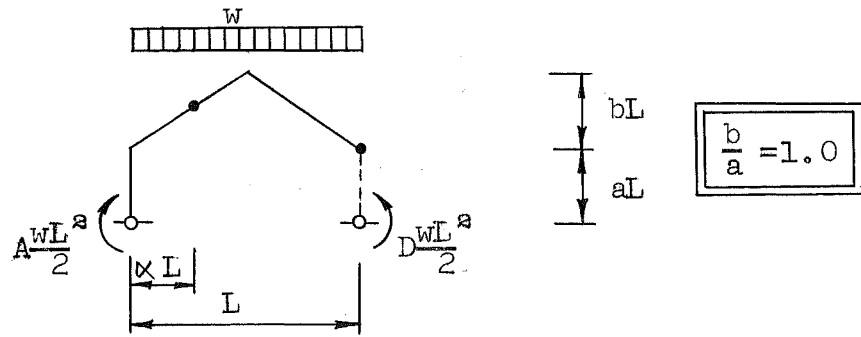 w
bL
b/a = 1.0
aL
A wL²/2
D wL²/2
αL
L